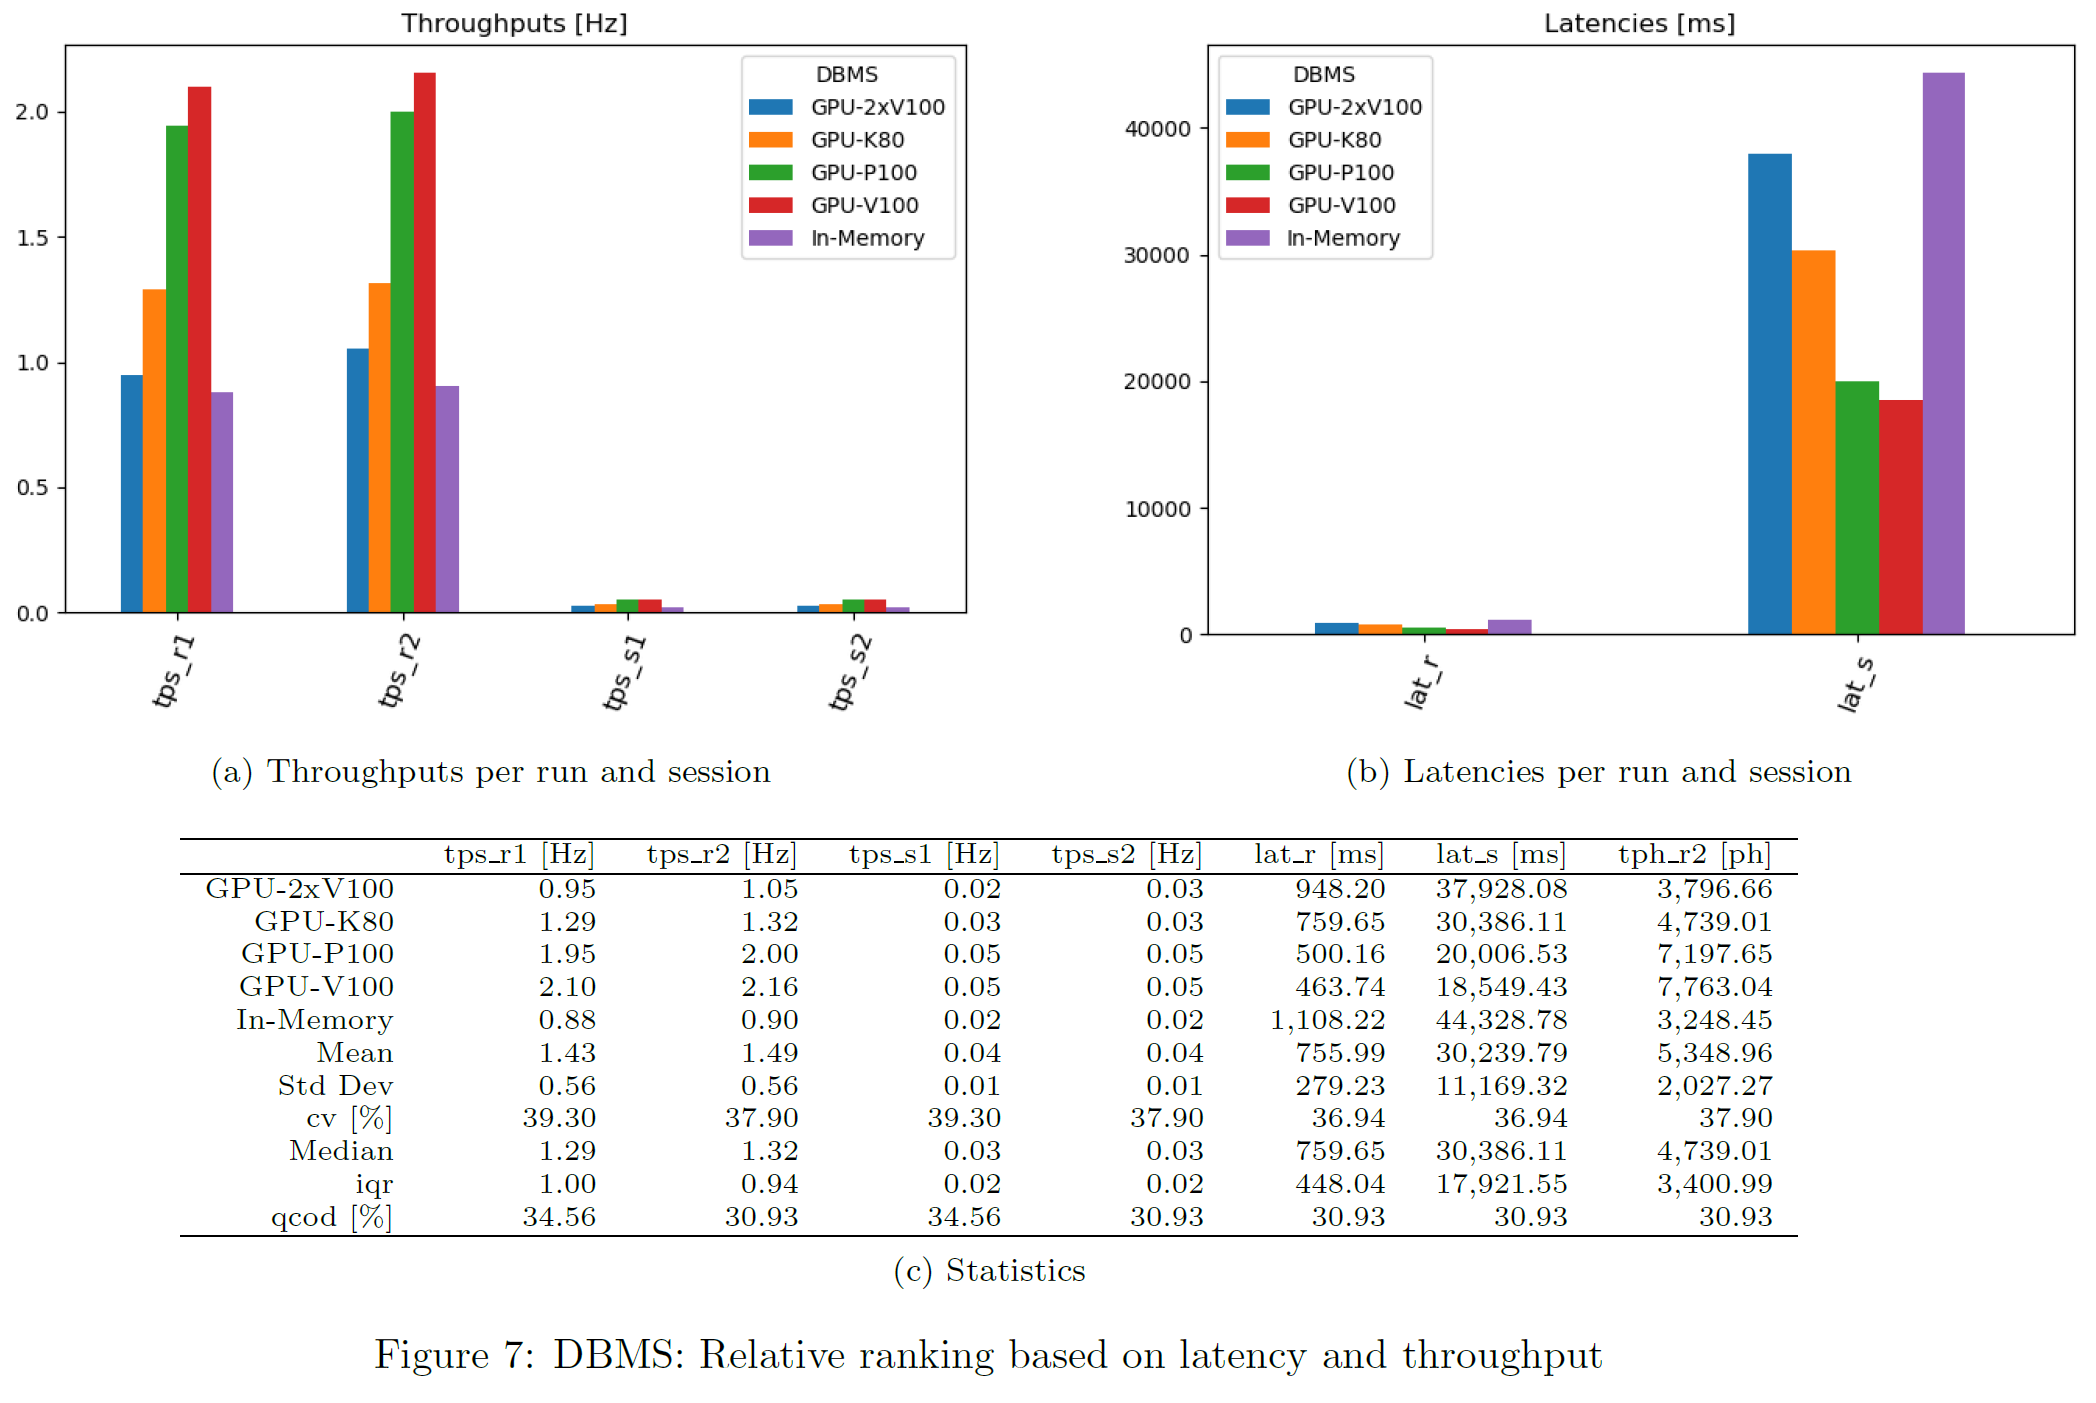 Throughputs [Hz]
2.0
1.5
1.0
0.5
0.0
DBMS
GPU-2xV100
GPU-K80
GPU-P100
GPU-V100
In-Memory
tps_r1
tps_r2
tps_s1
tps_s2
(a) Throughputs per run and session
Latencies [ms]
40000
30000
20000
10000
0
DBMS
GPU-2xV100
GPU-K80
GPU-P100
GPU-V100
In-Memory
lat_r
lat_s
(b) Latencies per run and session
tps_r1 [Hz] tps_r2 [Hz] tps_s1 [Hz] tps_s2 [Hz] lat_r [ms] lat_s [ms] tph_r2 [ph]
GPU-2xV100 0.95 1.05 0.02 0.03 948.20 37,928.08 3,796.66
GPU-K80 1.29 1.32 0.03 0.03 759.65 30,386.11 4,739.01
GPU-P100 1.95 2.00 0.05 0.05 500.16 20,006.53 7,197.65
GPU-V100 2.10 2.16 0.05 0.05 463.74 18,549.43 7,763.04
In-Memory 0.88 0.90 0.02 0.02 1,108.22 44,328.78 3,248.45
Mean 1.43 1.49 0.04 0.04 755.99 30,239.79 5,348.96
Std Dev 0.56 0.56 0.01 0.01 279.23 11,169.32 2,027.27
cv [%] 39.30 37.90 39.30 37.90 36.94 36.94 37.90
Median 1.29 1.32 0.03 0.03 759.65 30,386.11 4,739.01
iqr 1.00 0.94 0.02 0.02 448.04 17,921.55 3,400.99
qcod [%] 34.56 30.93 34.56 30.93 30.93 30.93 30.93
(c) Statistics
Figure 7: DBMS: Relative ranking based on latency and throughput